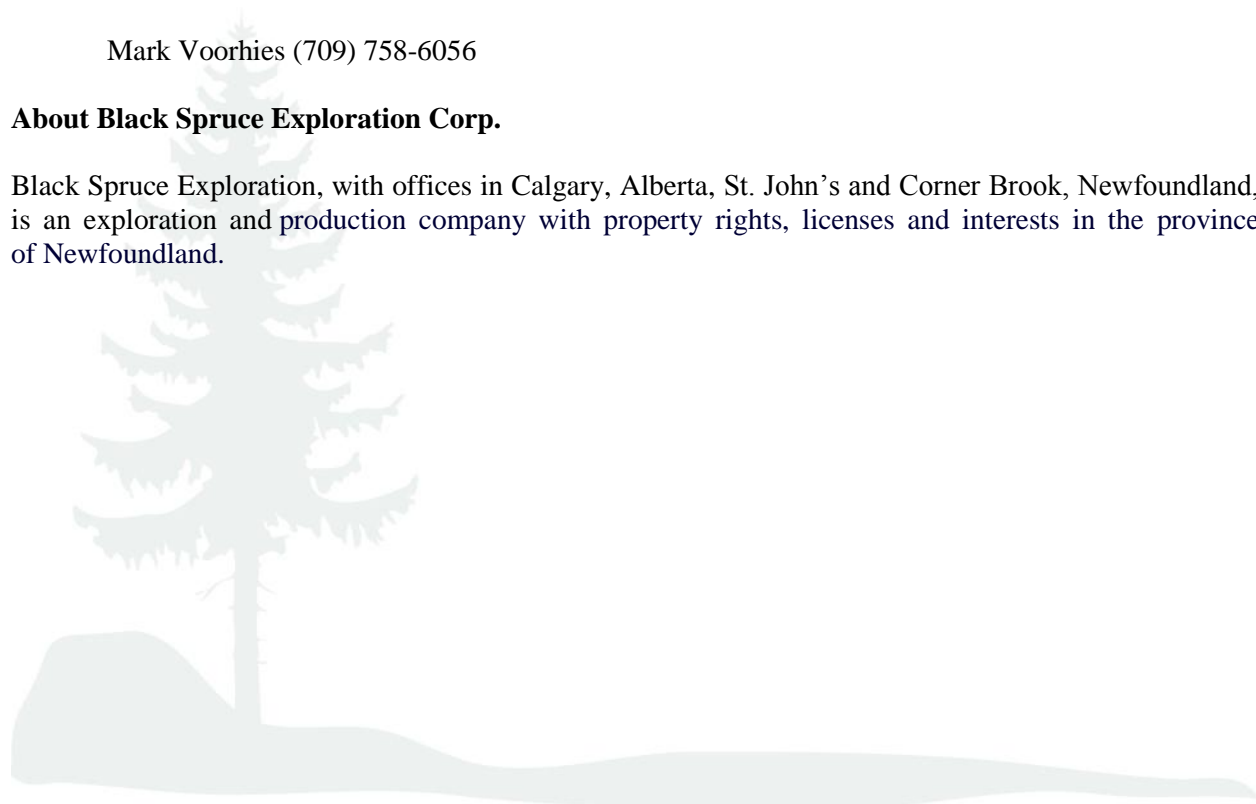 Mark Voorhies (709) 758-6056
About Black Spruce Exploration Corp.
Black Spruce Exploration, with offices in Calgary, Alberta, St. John’s and Corner Brook, Newfoundland,
is an exploration and production company with property rights, licenses and interests in the province
of Newfoundland.